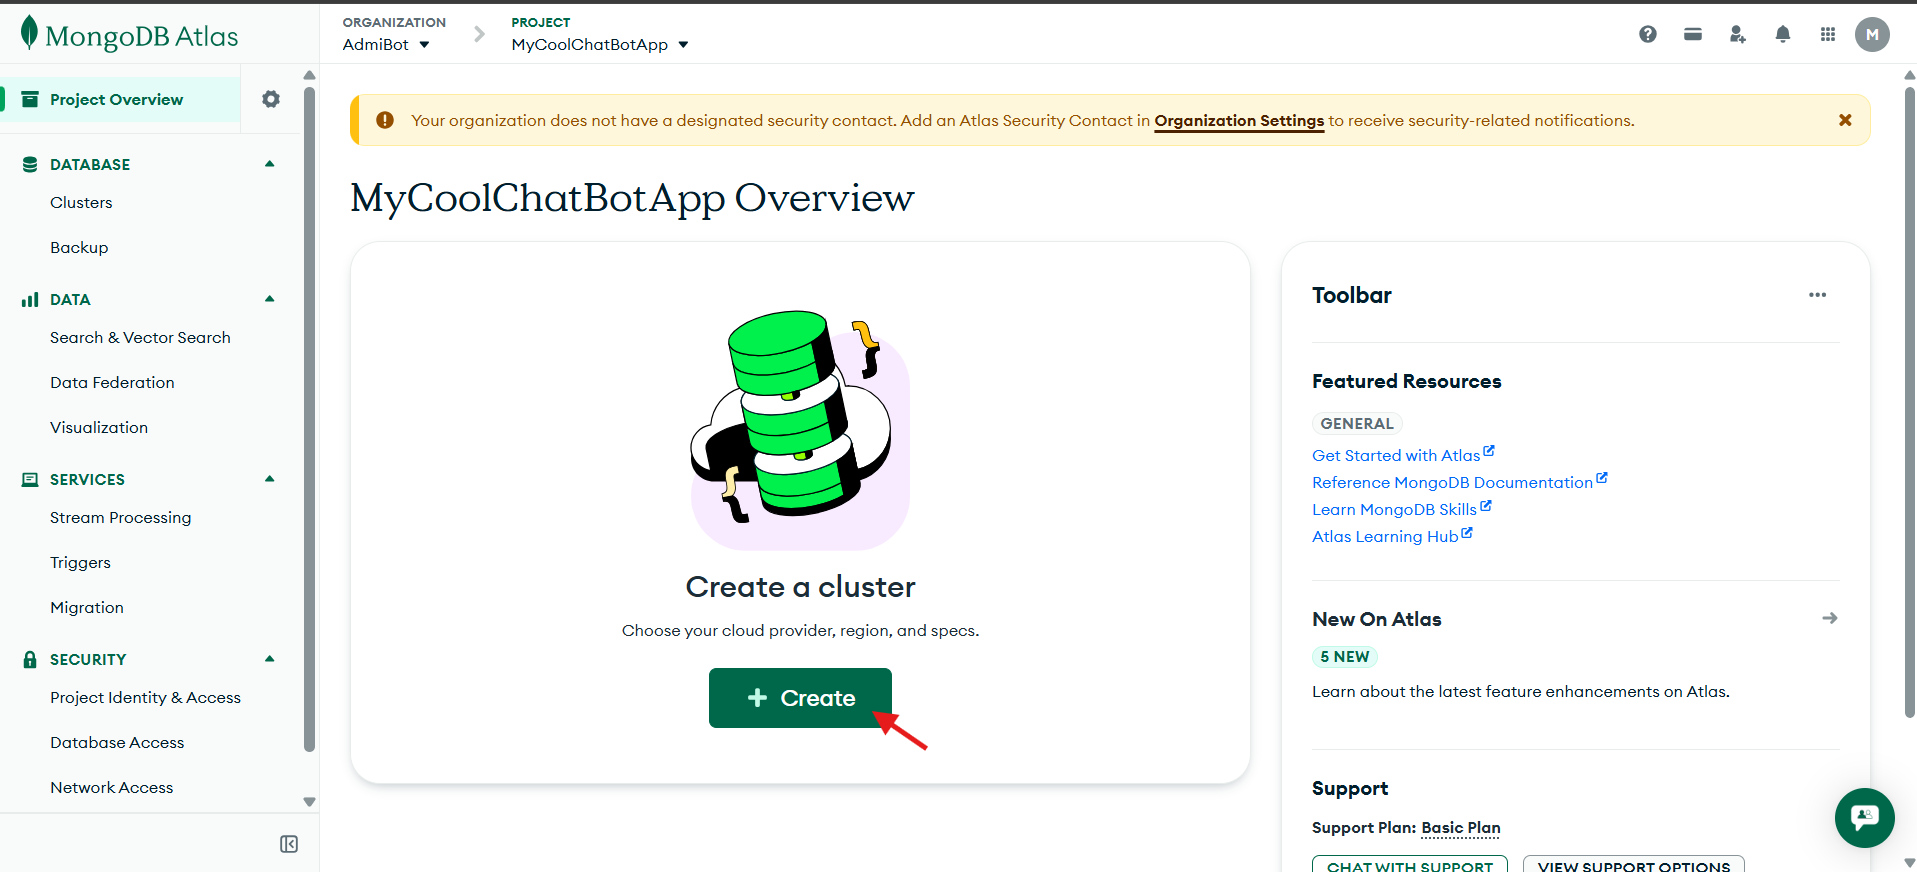 MongoDB Atlas
ORGANIZATION
AdmiBot
PROJECT
MyCoolChatBotApp
M
Project Overview
DATABASE
Clusters
Backup
DATA
Search & Vector Search
Data Federation
Visualization
SERVICES
Stream Processing
Triggers
Migration
SECURITY
Project Identity & Access
Database Access
Network Access
Your organization does not have a designated security contact. Add an Atlas Security Contact in Organization Settings to receive security-related notifications.
MyCoolChatBotApp Overview
Create a cluster
Choose your cloud provider, region, and specs.
+ Create
Toolbar
Featured Resources
GENERAL
Get Started with Atlas
Reference MongoDB Documentation
Learn MongoDB Skills
Atlas Learning Hub
New On Atlas
5 NEW
Learn about the latest feature enhancements on Atlas.
Support
Support Plan: Basic Plan
CHAT WITH SUPPORT
VIEW SUPPORT OPTIONS